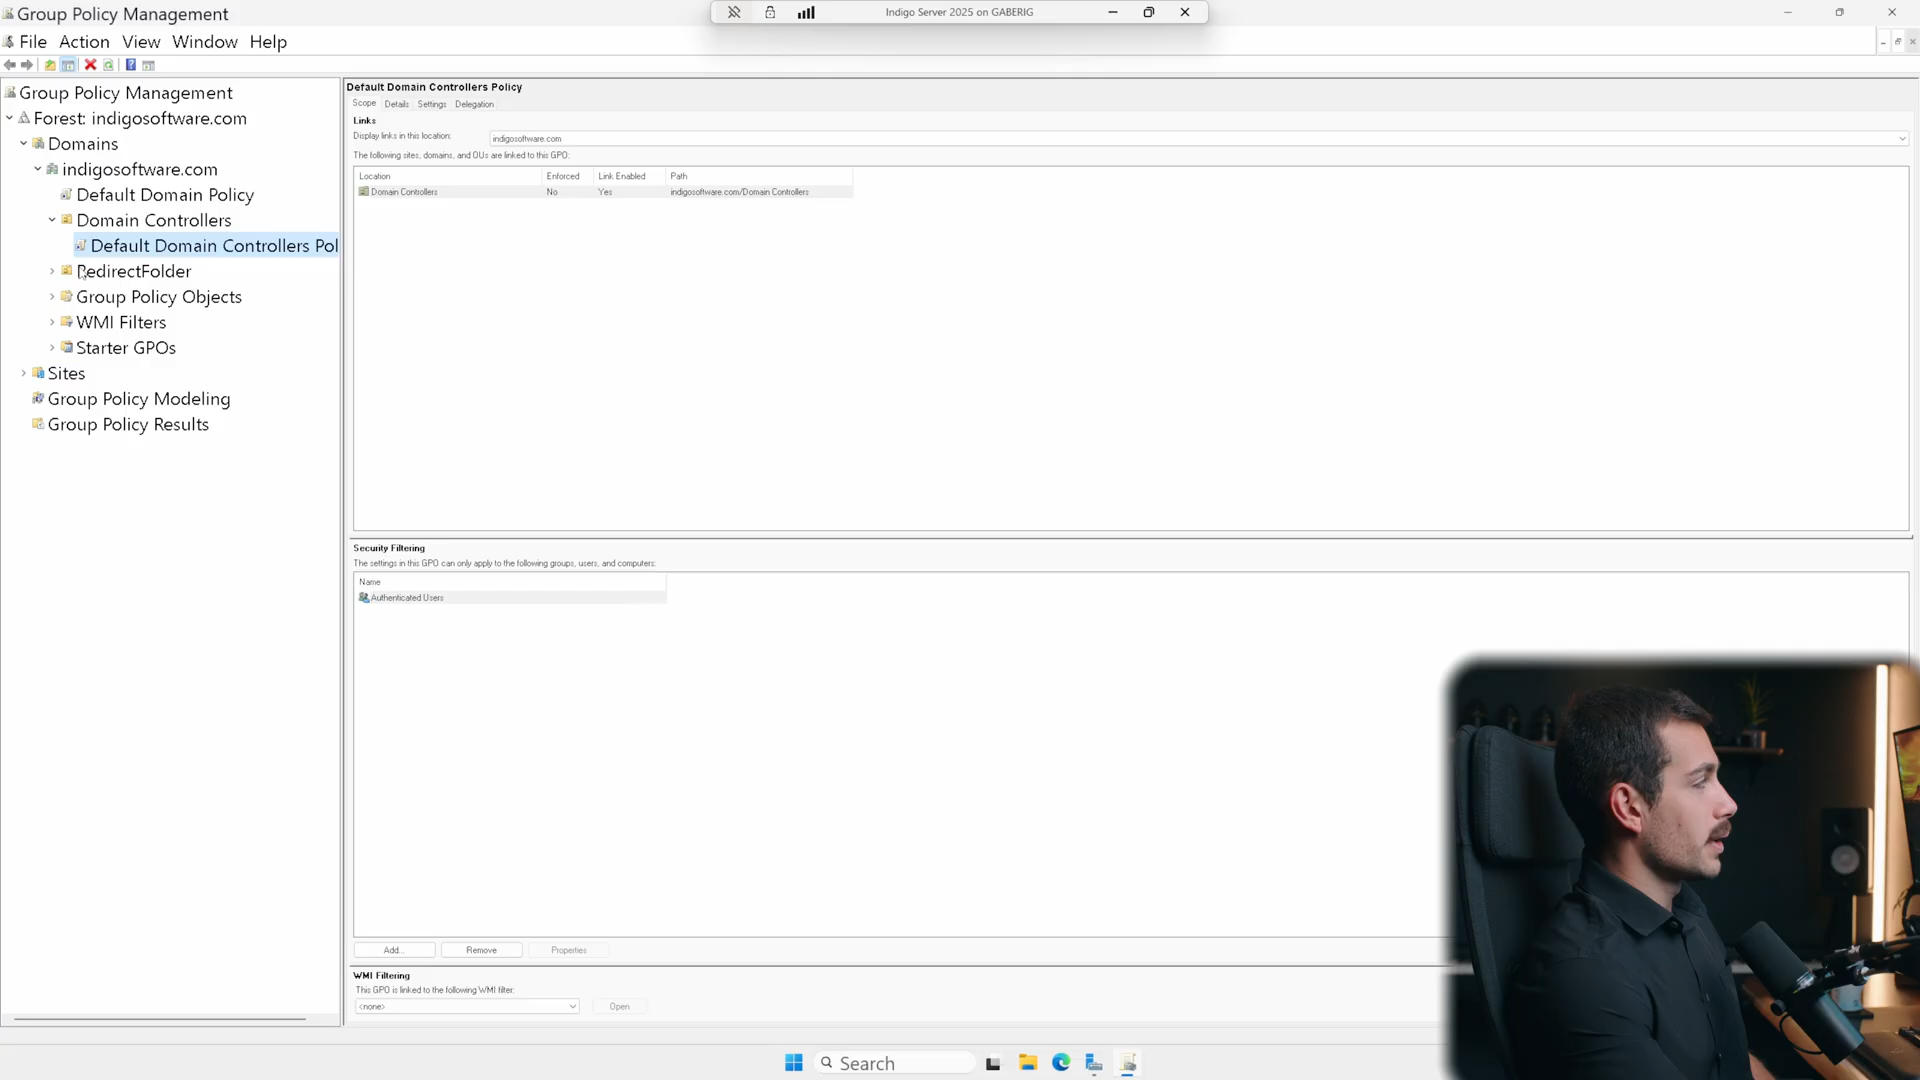 Group Policy Management
Indigo Server 2025 on GABERIG
File Action View Window Help
Group Policy Management
Forest: indigosoftware.com
Domains
indigosoftware.com
Default Domain Policy
Domain Controllers
Default Domain Controllers Pol
RedirectFolder
Group Policy Objects
WMI Filters
Starter GPOs
Sites
Group Policy Modeling
Group Policy Results
Default Domain Controllers Policy
Scope Details Settings Delegation
Links
Display links in this location: indigosoftware.com
The following sites, domains, and OUs are linked to this GPO:
Location Enforced Link Enabled Path
Domain Controllers No Yes indigosoftware.com/Domain Controllers
Security Filtering
The settings in this GPO can only apply to the following groups, users, and computers:
Name
Authenticated Users
Add... Remove Properties
WMI Filtering
This GPO is linked to the following WMI filter:
<none> Open
Search